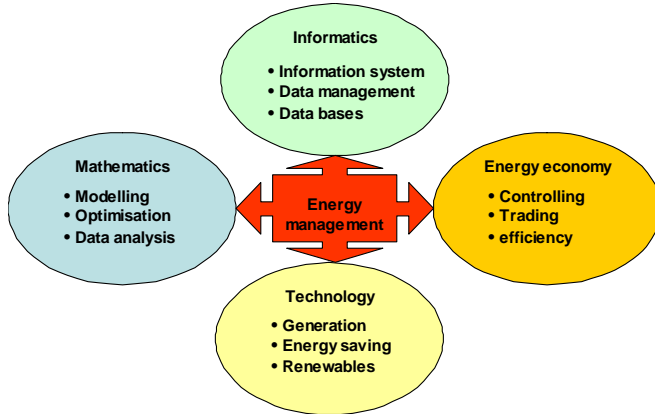 Informatics
• Information system
• Data management
• Data bases
Mathematics
• Modelling
• Optimisation
• Data analysis
Energy
management
Energy economy
• Controlling
• Trading
• efficiency
Technology
• Generation
• Energy saving
• Renewables